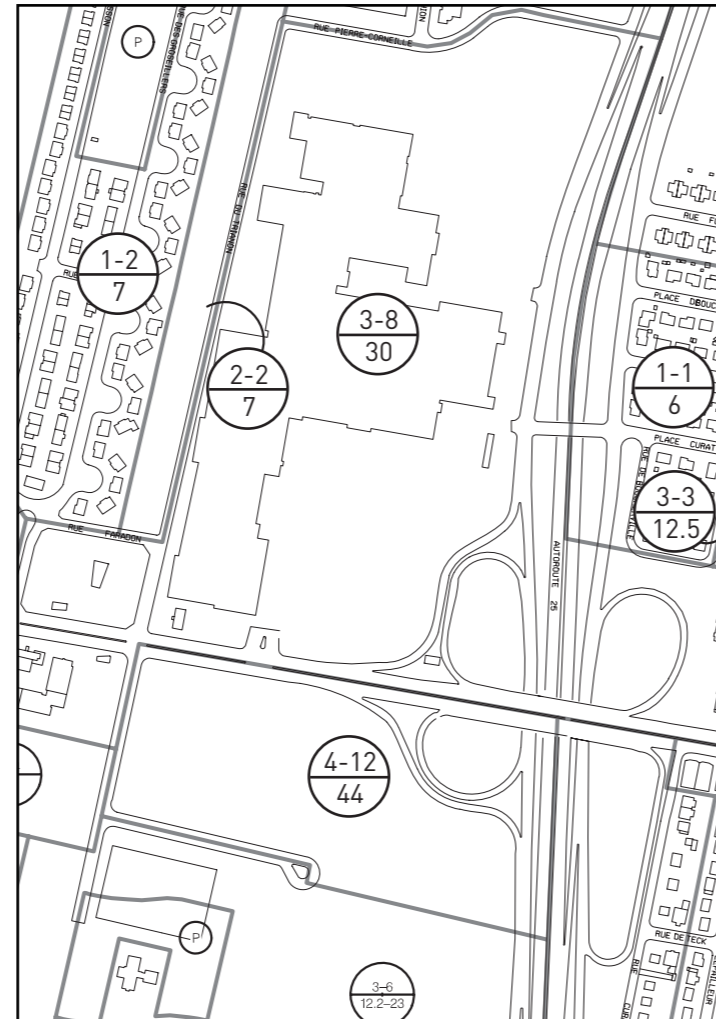 RUE PIERRE-CORNEILLE
P
RUE DES GROSEILLERS
RUE DU TRIANON
RUE F
1-2
7
PLACE
3-8
30
2-2
7
1-1
6
PLACE CURAT
3-3
12.5
RUE FARADON
AUTOROUTE 25
4-12
44
P
RUE DE TECK
RUE
3-6
12.2-23